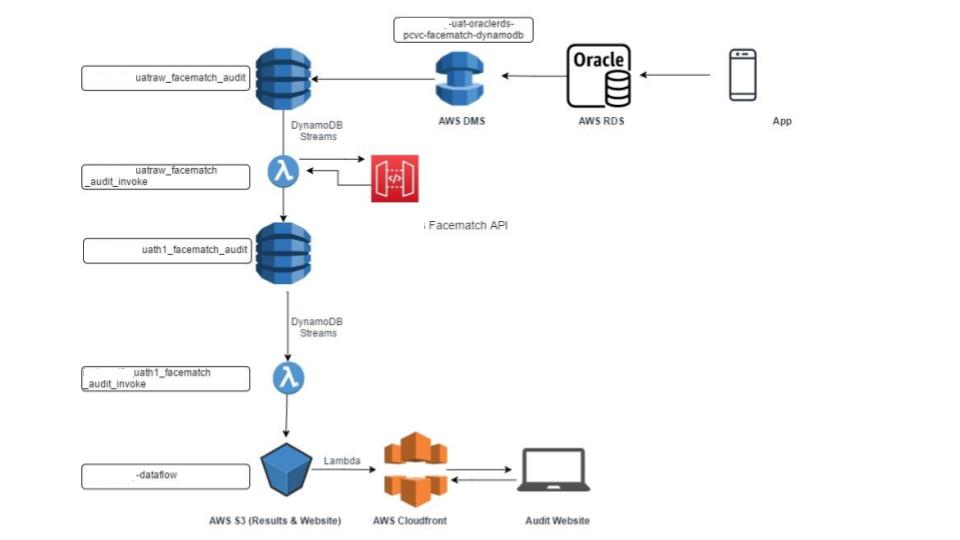 -uat-oraclerds-
pcvc-facematch-dynamodb
Oracle
uatraw_facematch_audit
AWS DMS
AWS RDS
App
DynamoDB
Streams
uatraw_facematch
_audit_invoke
λ
</>
Facematch API
uath1_facematch_audit
DynamoDB
Streams
uath1_facematch
_audit_invoke
λ
Lambda
-dataflow
AWS S3 (Results & Website)
AWS Cloudfront
Audit Website